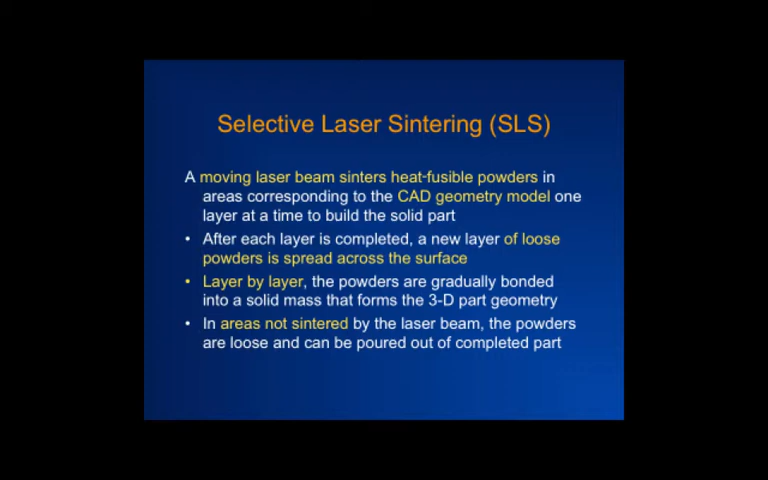 Selective Laser Sintering (SLS)
A moving laser beam sinters heat-fusible powders in
areas corresponding to the CAD geometry model one
layer at a time to build the solid part
• After each layer is completed, a new layer of loose
powders is spread across the surface
• Layer by layer, the powders are gradually bonded
into a solid mass that forms the 3-D part geometry
• In areas not sintered by the laser beam, the powders
are loose and can be poured out of completed part